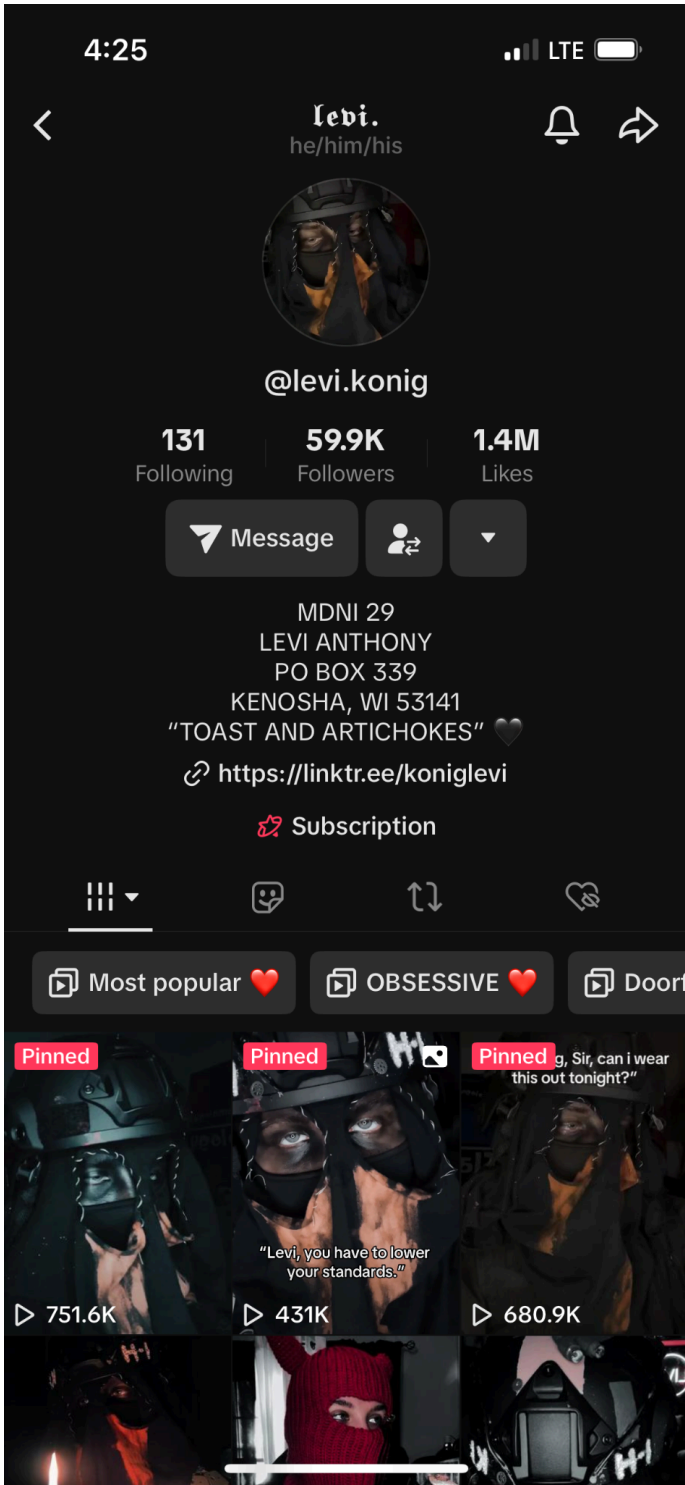 4:25
LTE
levi.
he/him/his
@levi.konig
131
Following
59.9K
Followers
1.4M
Likes
Message
MDNI 29
LEVI ANTHONY
PO BOX 339
KENOSHA, WI 53141
“TOAST AND ARTICHOKES” 🖤
https://linktr.ee/koniglevi
Subscription
Most popular ❤️
OBSESSIVE ❤️
Pinned
751.6K
Pinned
“Levi, you have to lower
your standards.”
431K
Pinned
g, Sir, can i wear
this out tonight?”
680.9K